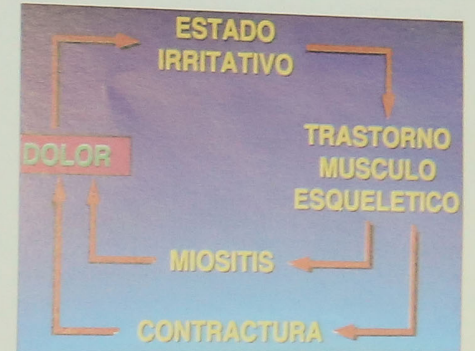 ESTADO
IRRITATIVO
DOLOR
TRASTORNO
MUSCULO
ESQUELETICO
MIOSITIS
CONTRACTURA